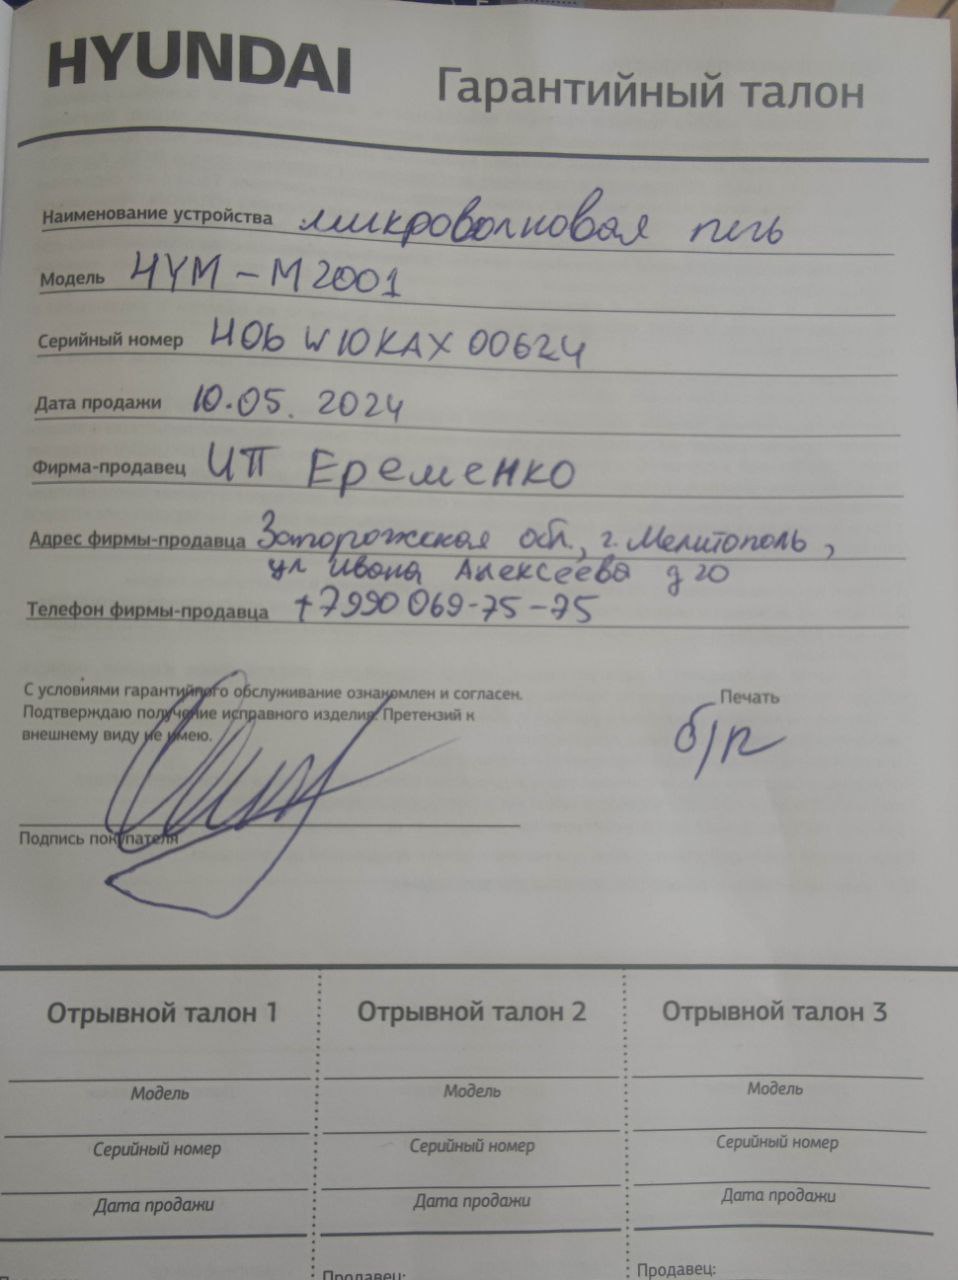 HYUNDAI
Гарантийный талон
Наименование устройства микроволновая печь
Модель HYM-M2001
Серийный номер H06W10KAX00624
Дата продажи 10.05.2024
Фирма-продавец ИП Еременко
Адрес фирмы-продавца Запорожская обл., г. Мелитополь,
ул Ивана Алексеева д 20
Телефон фирмы-продавца +7990 069-75-75
С условиями гарантийного обслуживание ознакомлен и согласен.
Подтверждаю получение исправного изделия. Претензий к
внешнему виду не имею.
Печать
б/п
Подпись покупателя
Отрывной талон 1 Отрывной талон 2 Отрывной талон 3
Модель Модель Модель
Серийный номер Серийный номер Серийный номер
Дата продажи Дата продажи Дата продажи
Продавец: Продавец: